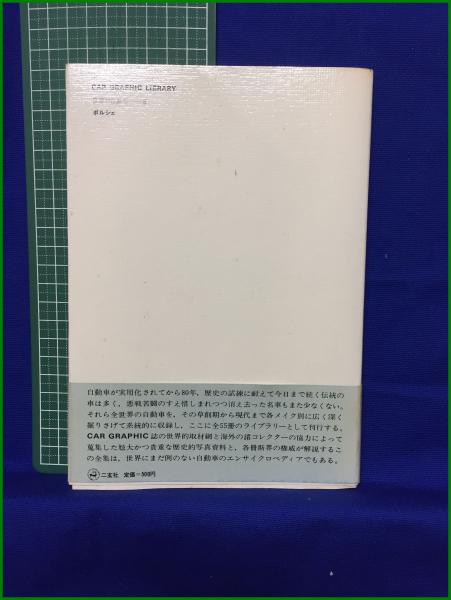 CAR GRAPHIC LIBRARY
ポルシェ
自動車が実用化されてから80年，歴史の試練に耐えて今日まで続く伝統の
車は多く，悪戦苦闘のすえ惜しまれつつ消え去った名車もまた少なくない。
それら全世界の自動車を，その草創期から現代まで各メイク別に広く深く
掘りさげて系統的に収録し，ここに全55冊のライブラリーとして刊行する。
CAR GRAPHIC 誌の世界的取材網と海外の諸コレクターの協力によって
蒐集した厖大かつ貴重な歴史的写真資料と，各冊斯界の権威が解説するこ
の全集は，世界にまだ例のない自動車のエンサイクロペディアでもある。
二玄社 定価＝500円